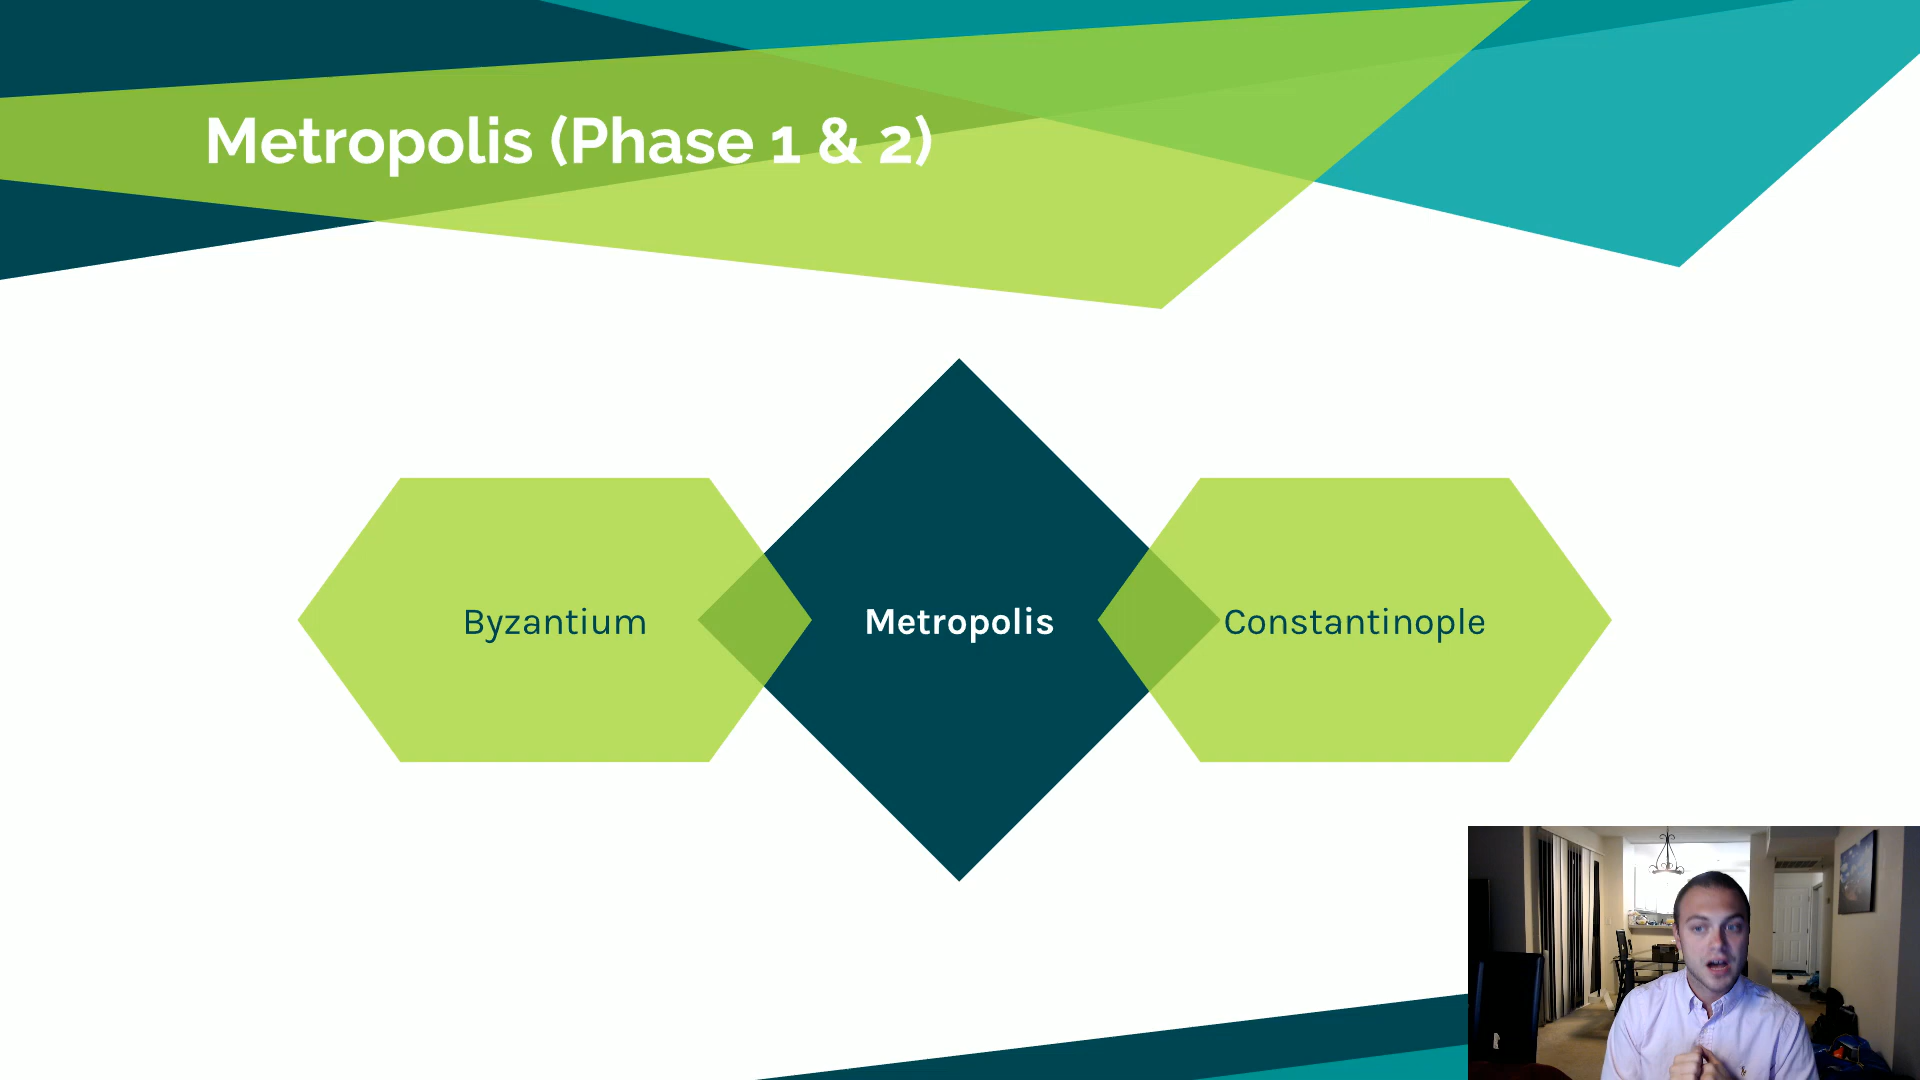 Metropolis (Phase 1 & 2)
Byzantium
Metropolis
Constantinople